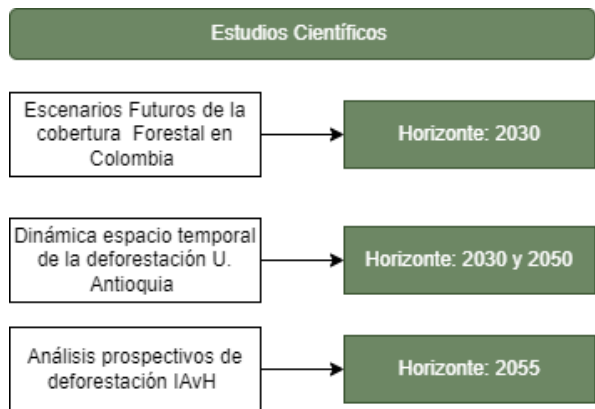 Estudios Científicos
Escenarios Futuros de la
cobertura Forestal en
Colombia
Horizonte: 2030
Dinámica espacio temporal
de la deforestación U.
Antioquia
Horizonte: 2030 y 2050
Análisis prospectivos de
deforestación IAvH
Horizonte: 2055